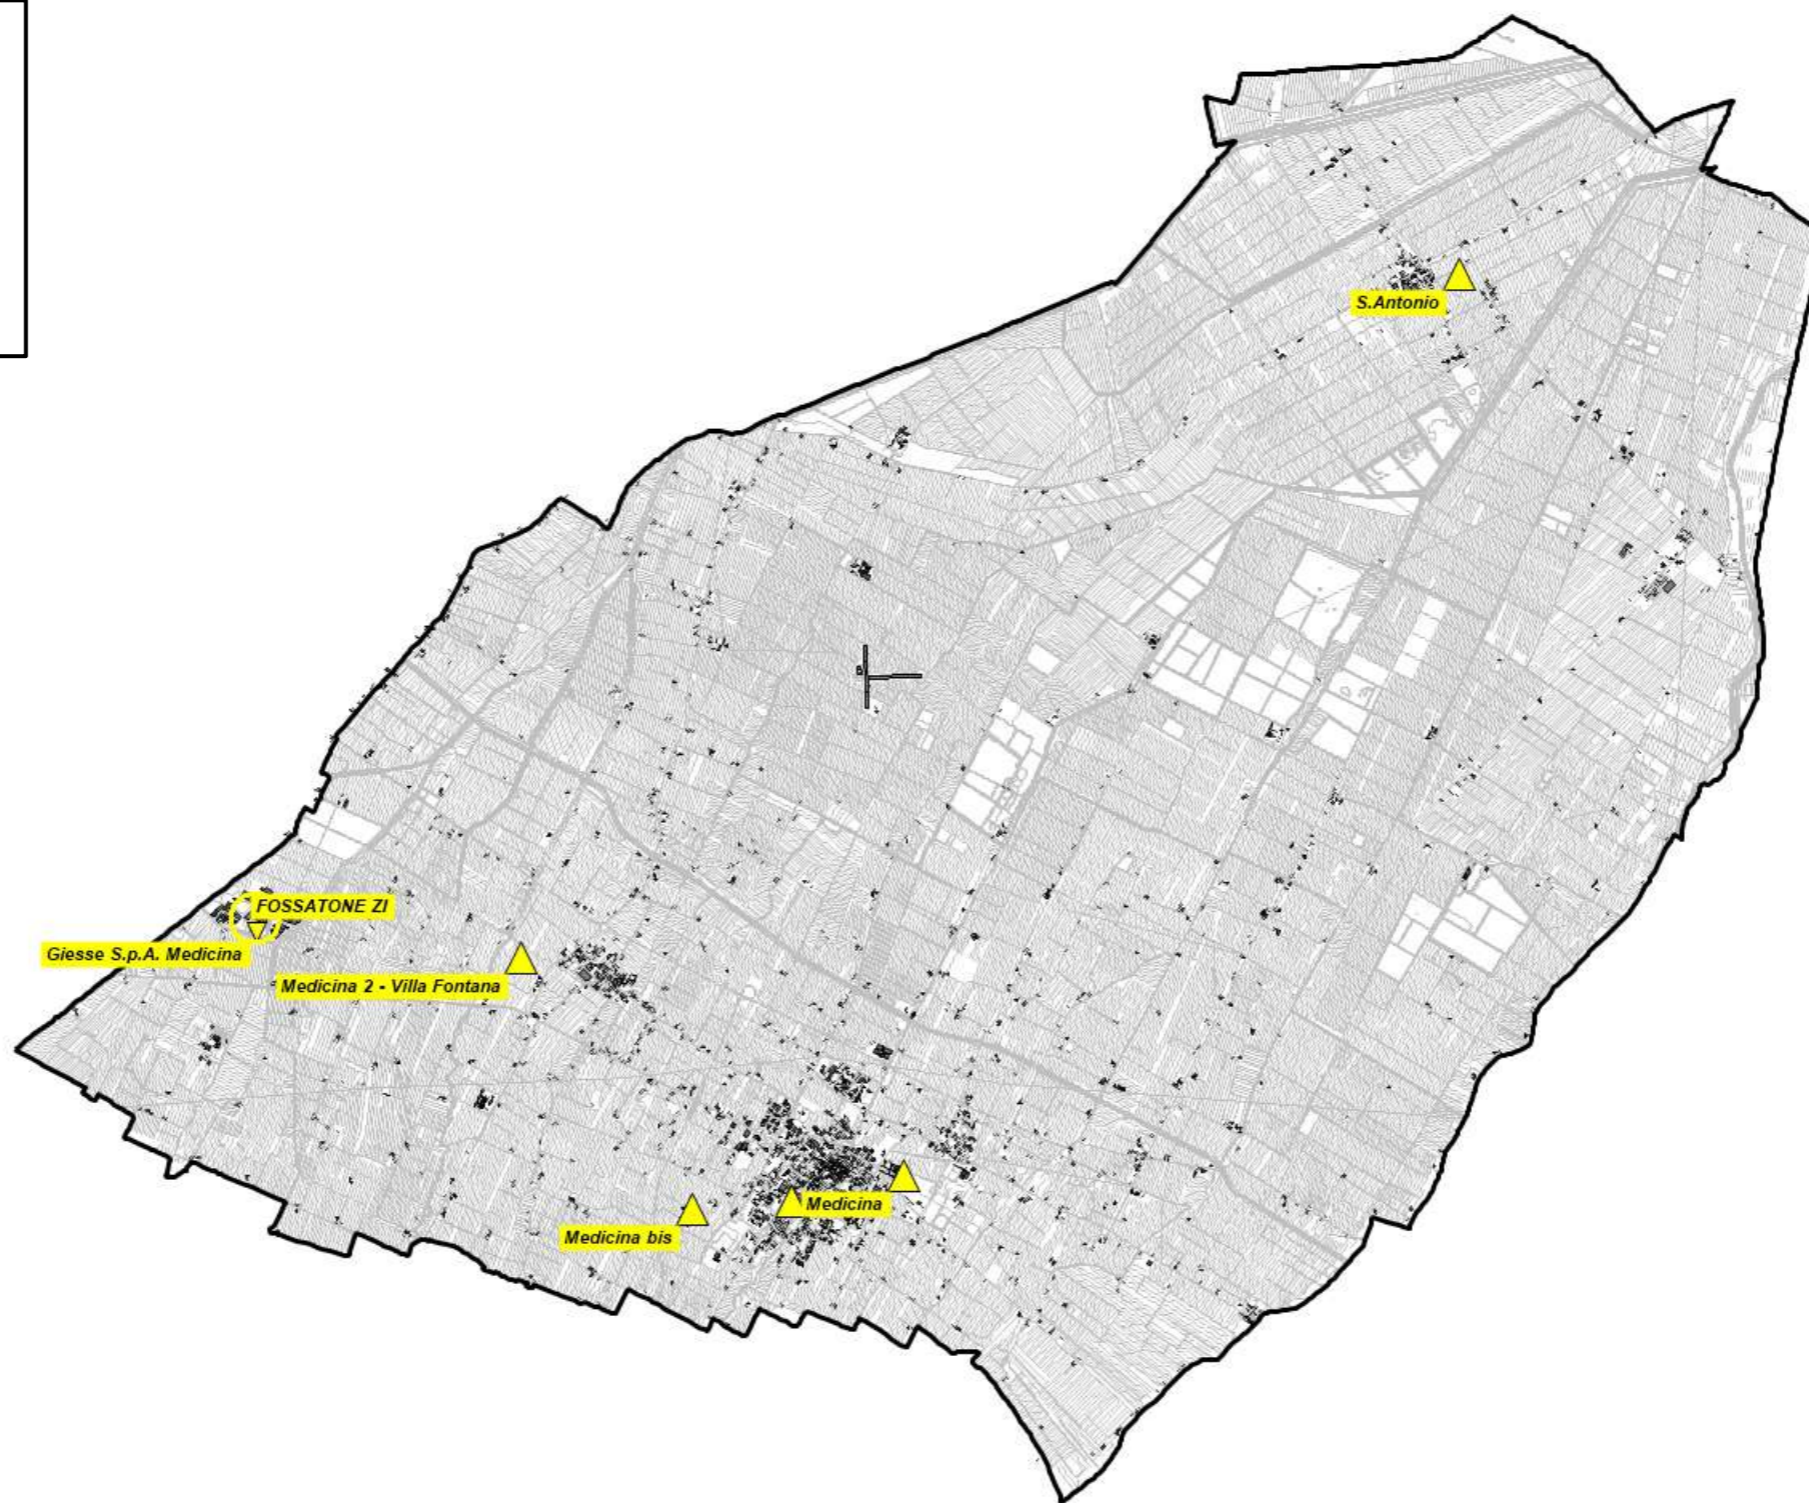 S.Antonio
FOSSATONE ZI
Giesse S.p.A. Medicina
Medicina 2 - Villa Fontana
Medicina
Medicina bis